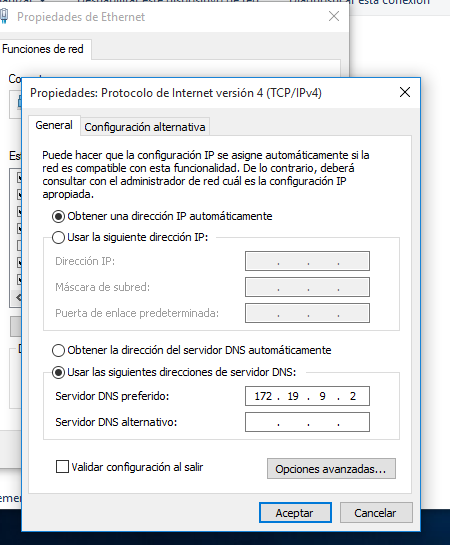 Propiedades de Ethernet
Funciones de red
Propiedades: Protocolo de Internet versión 4 (TCP/IPv4)
General
Configuración alternativa
Puede hacer que la configuración IP se asigne automáticamente si la
red es compatible con esta funcionalidad. De lo contrario, deberá
consultar con el administrador de red cuál es la configuración IP
apropiada.
Obtener una dirección IP automáticamente
Usar la siguiente dirección IP:
Dirección IP:
Máscara de subred:
Puerta de enlace predeterminada:
Obtener la dirección del servidor DNS automáticamente
Usar las siguientes direcciones de servidor DNS:
Servidor DNS preferido: 172 . 19 . 9 . 2
Servidor DNS alternativo:
Validar configuración al salir
Opciones avanzadas...
Aceptar
Cancelar